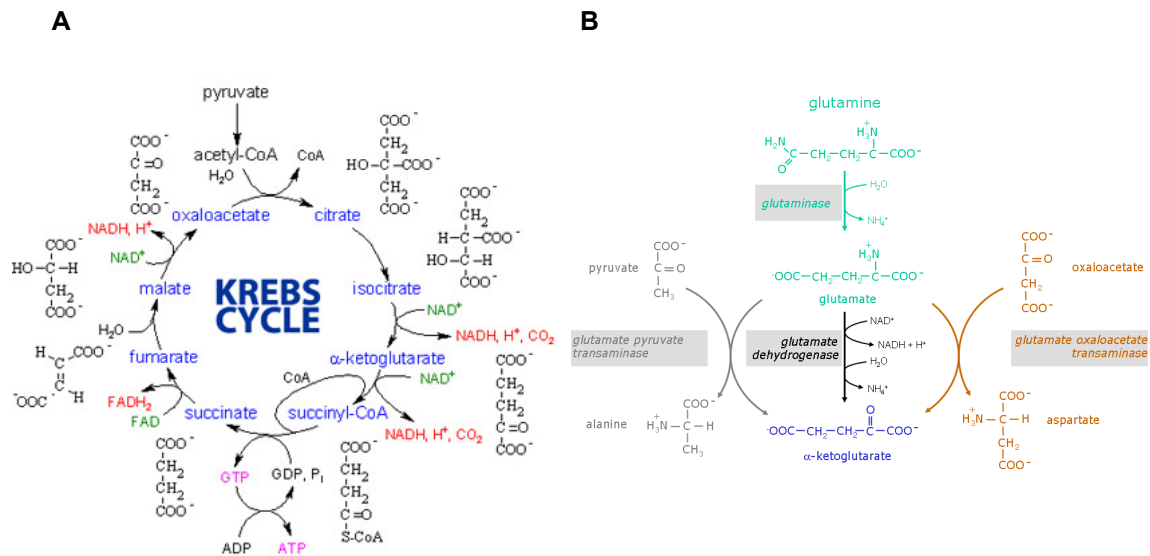 A
B
pyruvate
acetyl-CoA
CoA
H₂O
oxaloacetate
citrate
isocitrate
NAD⁺
NADH, H⁺, CO₂
α-ketoglutarate
NAD⁺
NADH, H⁺, CO₂
CoA
succinyl-CoA
succinate
GTP
GDP, Pᵢ
ADP
ATP
FAD
FADH₂
fumarate
H₂O
malate
NAD⁺
NADH, H⁺
KREBS
CYCLE
COO⁻
C=O
CH₂
COO⁻
COO⁻
CH₂
HO–C–COO⁻
CH₂
COO⁻
COO⁻
CH₂
H–C–COO⁻
HO–C–H
COO⁻
COO⁻
CH₂
CH₂
C=O
COO⁻
COO⁻
CH₂
CH₂
C=O
S-CoA
COO⁻
CH₂
CH₂
COO⁻
H COO⁻
C
C
⁻OOC H
COO⁻
HO–C–H
CH₂
COO⁻
glutamine
H₂N
O
C–CH₂–CH₂–C–COO⁻
H₃N⁺
glutaminase
H₂O
NH₄⁺
H₃N⁺
⁻OOC–CH₂–CH₂–C–COO⁻
glutamate
pyruvate
COO⁻
C=O
CH₃
oxaloacetate
COO⁻
C=O
CH₂
COO⁻
glutamate pyruvate
transaminase
glutamate
dehydrogenase
NAD⁺
NADH + H⁺
H₂O
NH₄⁺
glutamate oxaloacetate
transaminase
alanine
COO⁻
H₃N⁺–C–H
CH₃
O
⁻OOC–CH₂–CH₂–C–COO⁻
α-ketoglutarate
COO⁻
H₃N⁺–C–H
CH₂
COO⁻
aspartate